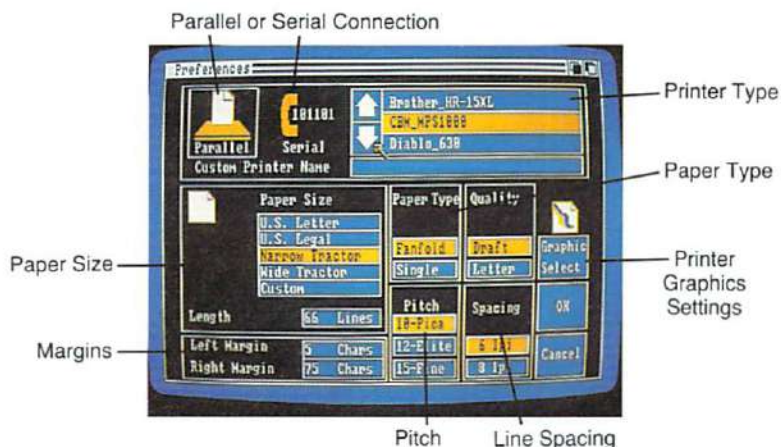 Parallel or Serial Connection
Preferences
Parallel
101101
Serial
Custom Printer Name
Brother_HR-15XL
CBM_MPS1000
Diablo_630
Printer Type
Paper Type
Paper Size
U.S. Letter
U.S. Legal
Narrow Tractor
Wide Tractor
Custom
Length
66 Lines
Paper Type
Fanfold
Single
Quality
Draft
Letter
Graphic
Select
Paper Size
Printer
Graphics
Settings
Left Margin
5 Chars
Right Margin
75 Chars
Margins
Pitch
10-Pica
12-Elite
15-Fine
Spacing
6 lpi
8 lpi
OK
Cancel
Pitch
Line Spacing